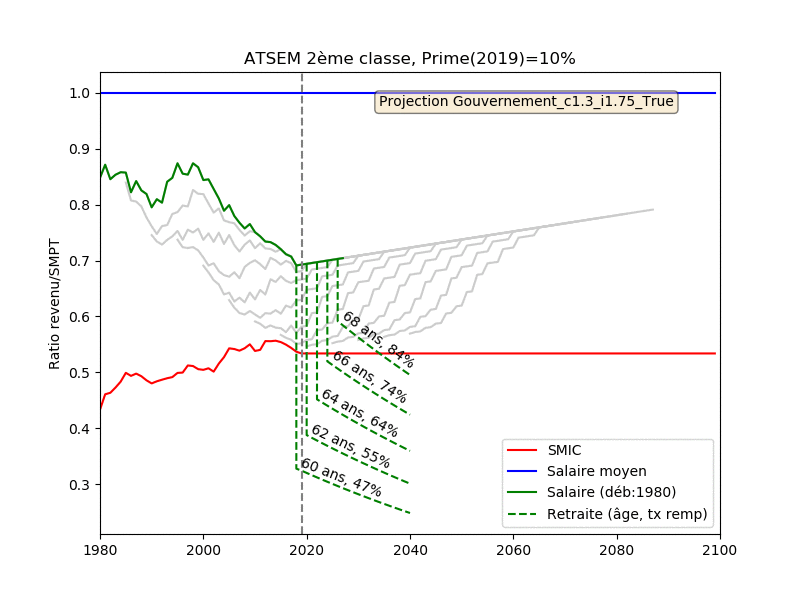 ATSEM 2ème classe, Prime(2019)=10%
Projection Gouvernement_c1.3_i1.75_True
Ratio revenu/SMPT
1.0
0.9
0.8
0.7
0.6
0.5
0.4
0.3
68 ans, 84%
66 ans, 74%
64 ans, 64%
62 ans, 55%
60 ans, 47%
SMIC
Salaire moyen
Salaire (déb:1980)
Retraite (âge, tx remp)
1980 2000 2020 2040 2060 2080 2100